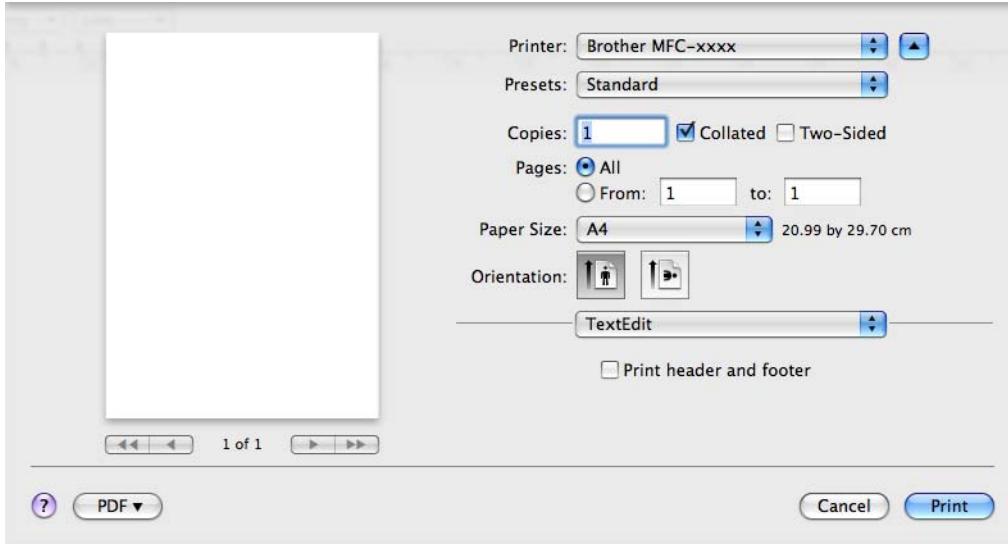 Printer: Brother MFC-xxxx
Presets: Standard
Copies: 1 Collated Two-Sided
Pages: All
From: 1 to: 1
Paper Size: A4 20.99 by 29.70 cm
Orientation:
TextEdit
Print header and footer
1 of 1
? PDF Cancel Print